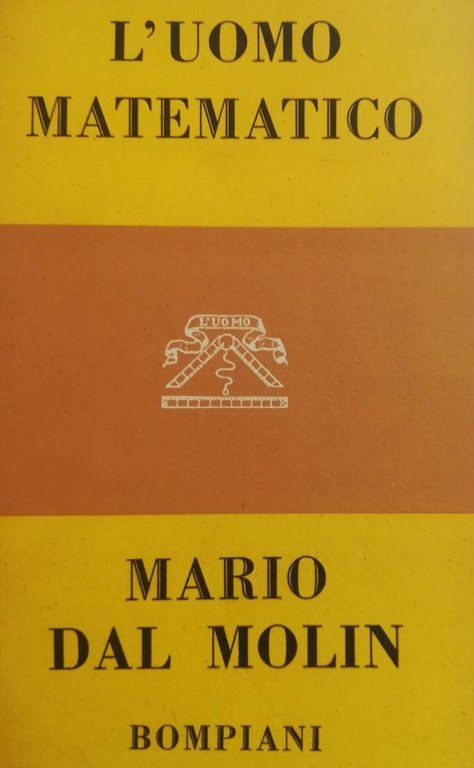 L'UOMO
MATEMATICO
L'UOMO
MARIO
DAL MOLIN
BOMPIANI